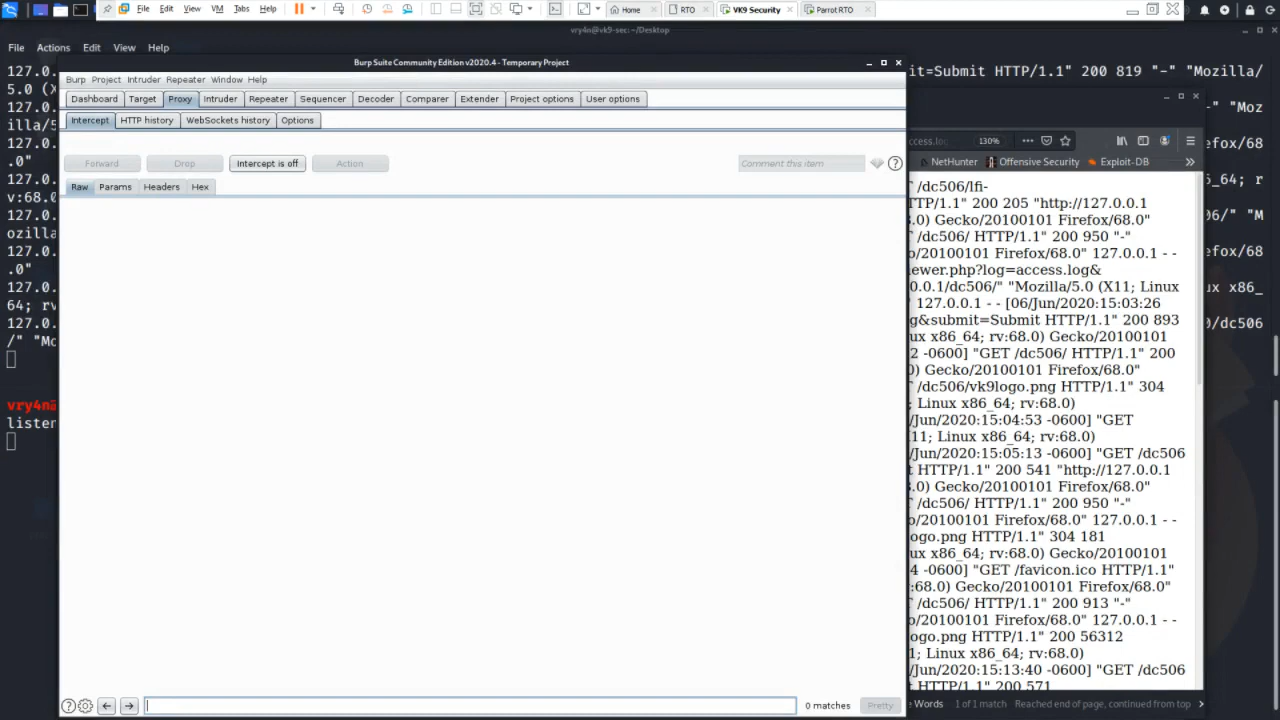 File Edit View VM Tabs Help Home RTO VK9 Security Parrot RTO
vry4n@vk9-sec: ~/Desktop
File Actions Edit View Help
Burp Suite Community Edition v2020.4 - Temporary Project
Burp Project Intruder Repeater Window Help
Dashboard Target Proxy Intruder Repeater Sequencer Decoder Comparer Extender Project options User options
Intercept HTTP history WebSockets history Options
Forward Drop Intercept is off Action Comment this item
Raw Params Headers Hex
0 matches Pretty
127.0.
5.0 (X
127.0.
illa/5
127.0.
.0"
127.0.
v:68.0
127.0.
ozilla
127.0.
.0"
127.0.
64; rv
127.0.
/" "Mo
vry4n@
listen
it=Submit HTTP/1.1" 200 819 "-" "Mozilla/
-" "Moz
efox/68
_64; r
06/" "M
efox/68
ux x86_
0/dc506
access.log 130%
NetHunter Offensive Security Exploit-DB
/dc506/lfi-
TTP/1.1" 200 205 "http://127.0.0.1
.0) Gecko/20100101 Firefox/68.0"
/dc506/ HTTP/1.1" 200 950 "-"
o/20100101 Firefox/68.0" 127.0.0.1 - -
ewer.php?log=access.log&
0.0.1/dc506/" "Mozilla/5.0 (X11; Linux
" 127.0.0.1 - - [06/Jun/2020:15:03:26
g&submit=Submit HTTP/1.1" 200 893
ux x86_64; rv:68.0) Gecko/20100101
2 -0600] "GET /dc506/ HTTP/1.1" 200
0) Gecko/20100101 Firefox/68.0"
/dc506/vk9logo.png HTTP/1.1" 304
; Linux x86_64; rv:68.0)
/Jun/2020:15:04:53 -0600] "GET
11; Linux x86_64; rv:68.0)
/Jun/2020:15:05:13 -0600] "GET /dc506
t HTTP/1.1" 200 541 "http://127.0.0.1
.0) Gecko/20100101 Firefox/68.0"
/dc506/ HTTP/1.1" 200 950 "-"
o/20100101 Firefox/68.0" 127.0.0.1 - -
ogo.png HTTP/1.1" 304 181
ux x86_64; rv:68.0) Gecko/20100101
4 -0600] "GET /favicon.ico HTTP/1.1"
v:68.0) Gecko/20100101 Firefox/68.0"
/dc506/ HTTP/1.1" 200 913 "-"
o/20100101 Firefox/68.0" 127.0.0.1 - -
ogo.png HTTP/1.1" 200 56312
1; Linux x86_64; rv:68.0)
/Jun/2020:15:13:40 -0600] "GET /dc506
t HTTP/1.1" 200 571
e Words 1 of 1 match Reached end of page, continued from top